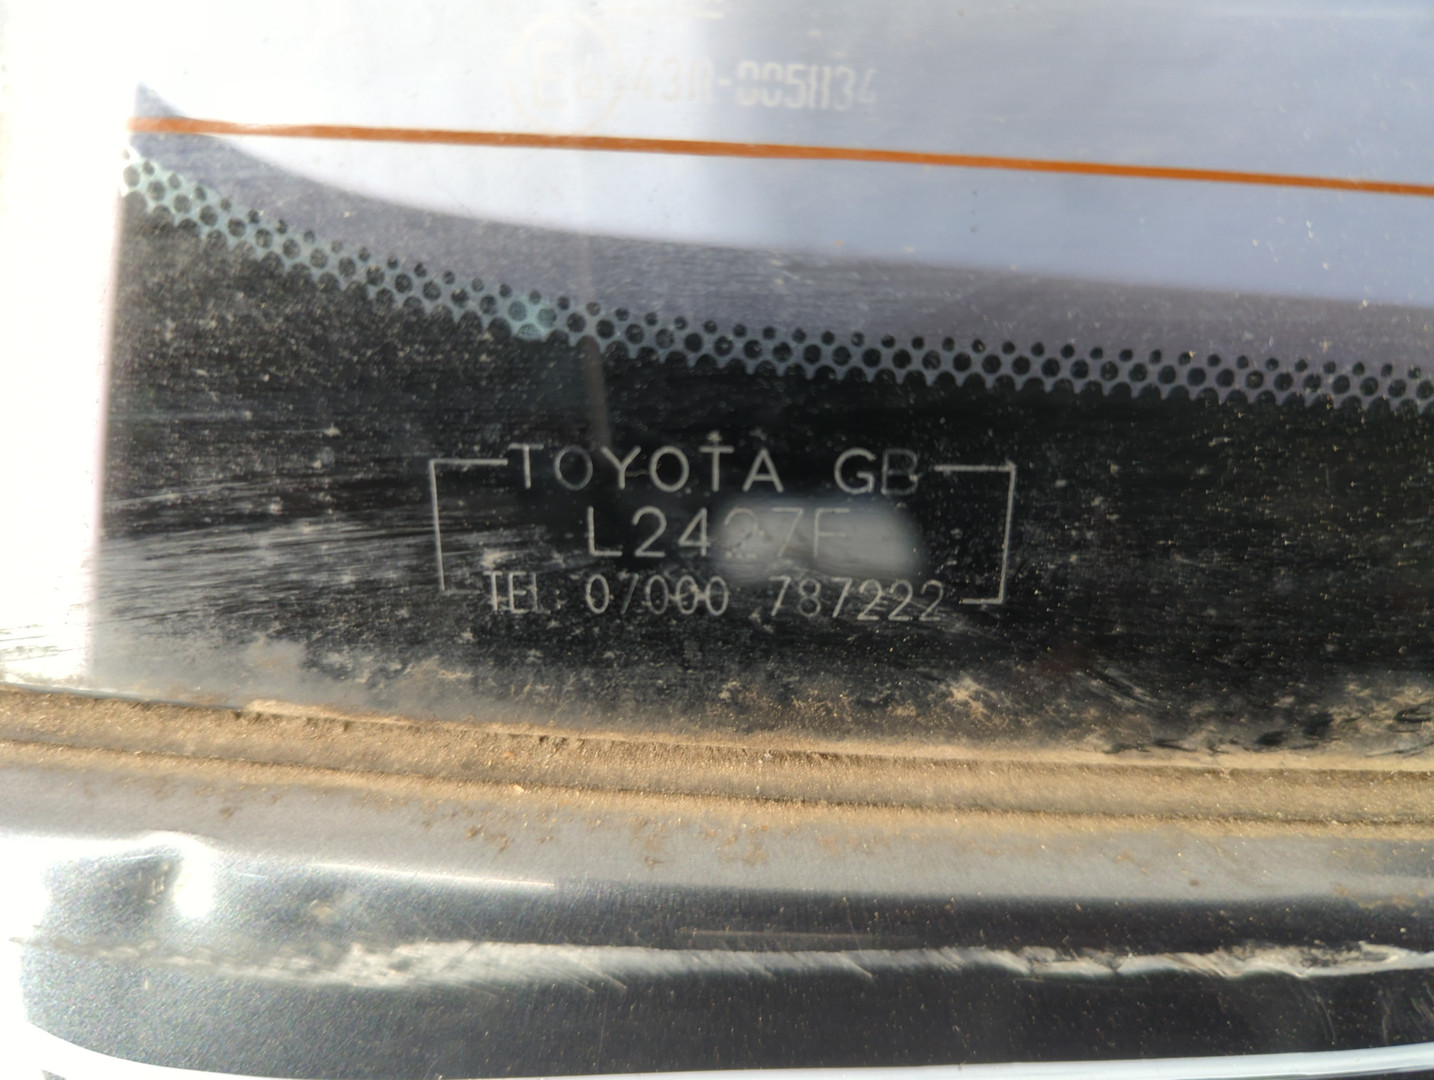 43R-005134
TOYOTA GB
L2427F
TEL: 07000 787222